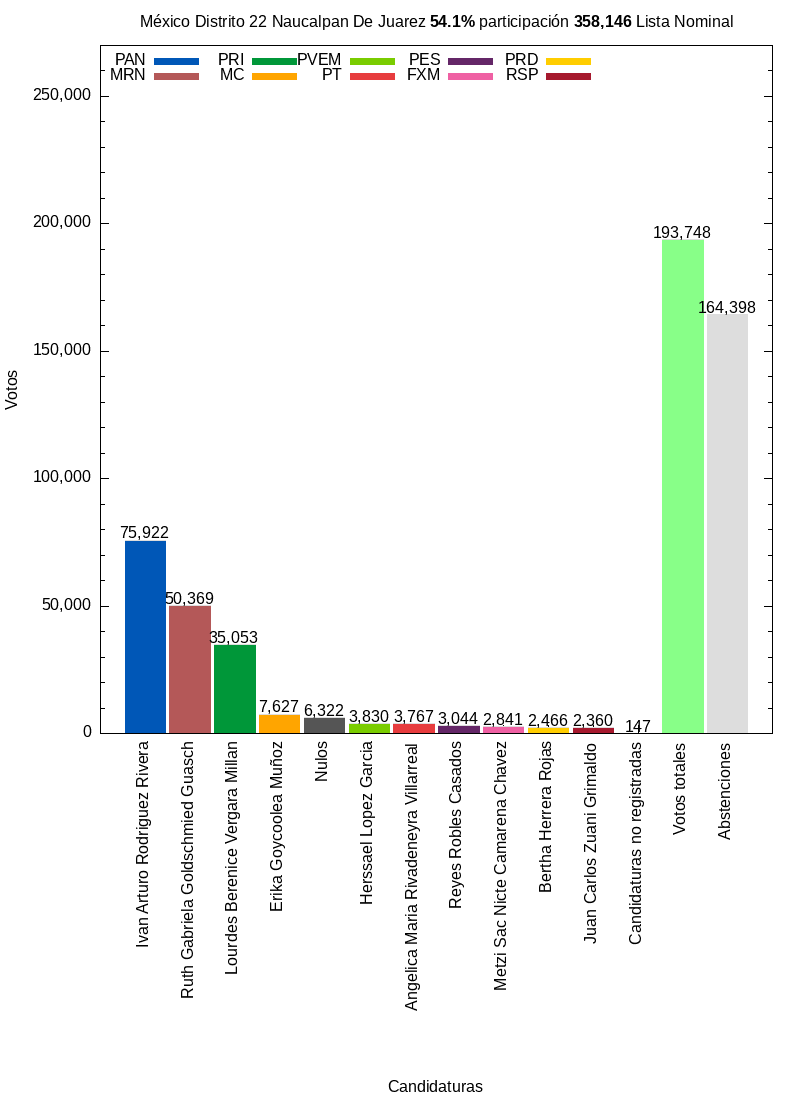 México Distrito 22 Naucalpan De Juarez 54.1% participación 358,146 Lista Nominal
PAN PRI PVEM PES PRD
MRN MC PT FXM RSP
250,000
200,000
150,000
100,000
50,000
0
Votos
75,922
50,369
35,053
7,627
6,322
3,830
3,767
3,044
2,841
2,466
2,360
147
193,748
164,398
Ivan Arturo Rodriguez Rivera
Ruth Gabriela Goldschmied Guasch
Lourdes Berenice Vergara Millan
Erika Goycoolea Muñoz
Nulos
Herssael Lopez Garcia
Angelica Maria Rivadeneyra Villarreal
Reyes Robles Casados
Metzi Sac Nicte Camarena Chavez
Bertha Herrera Rojas
Juan Carlos Zuani Grimaldo
Candidaturas no registradas
Votos totales
Abstenciones
Candidaturas